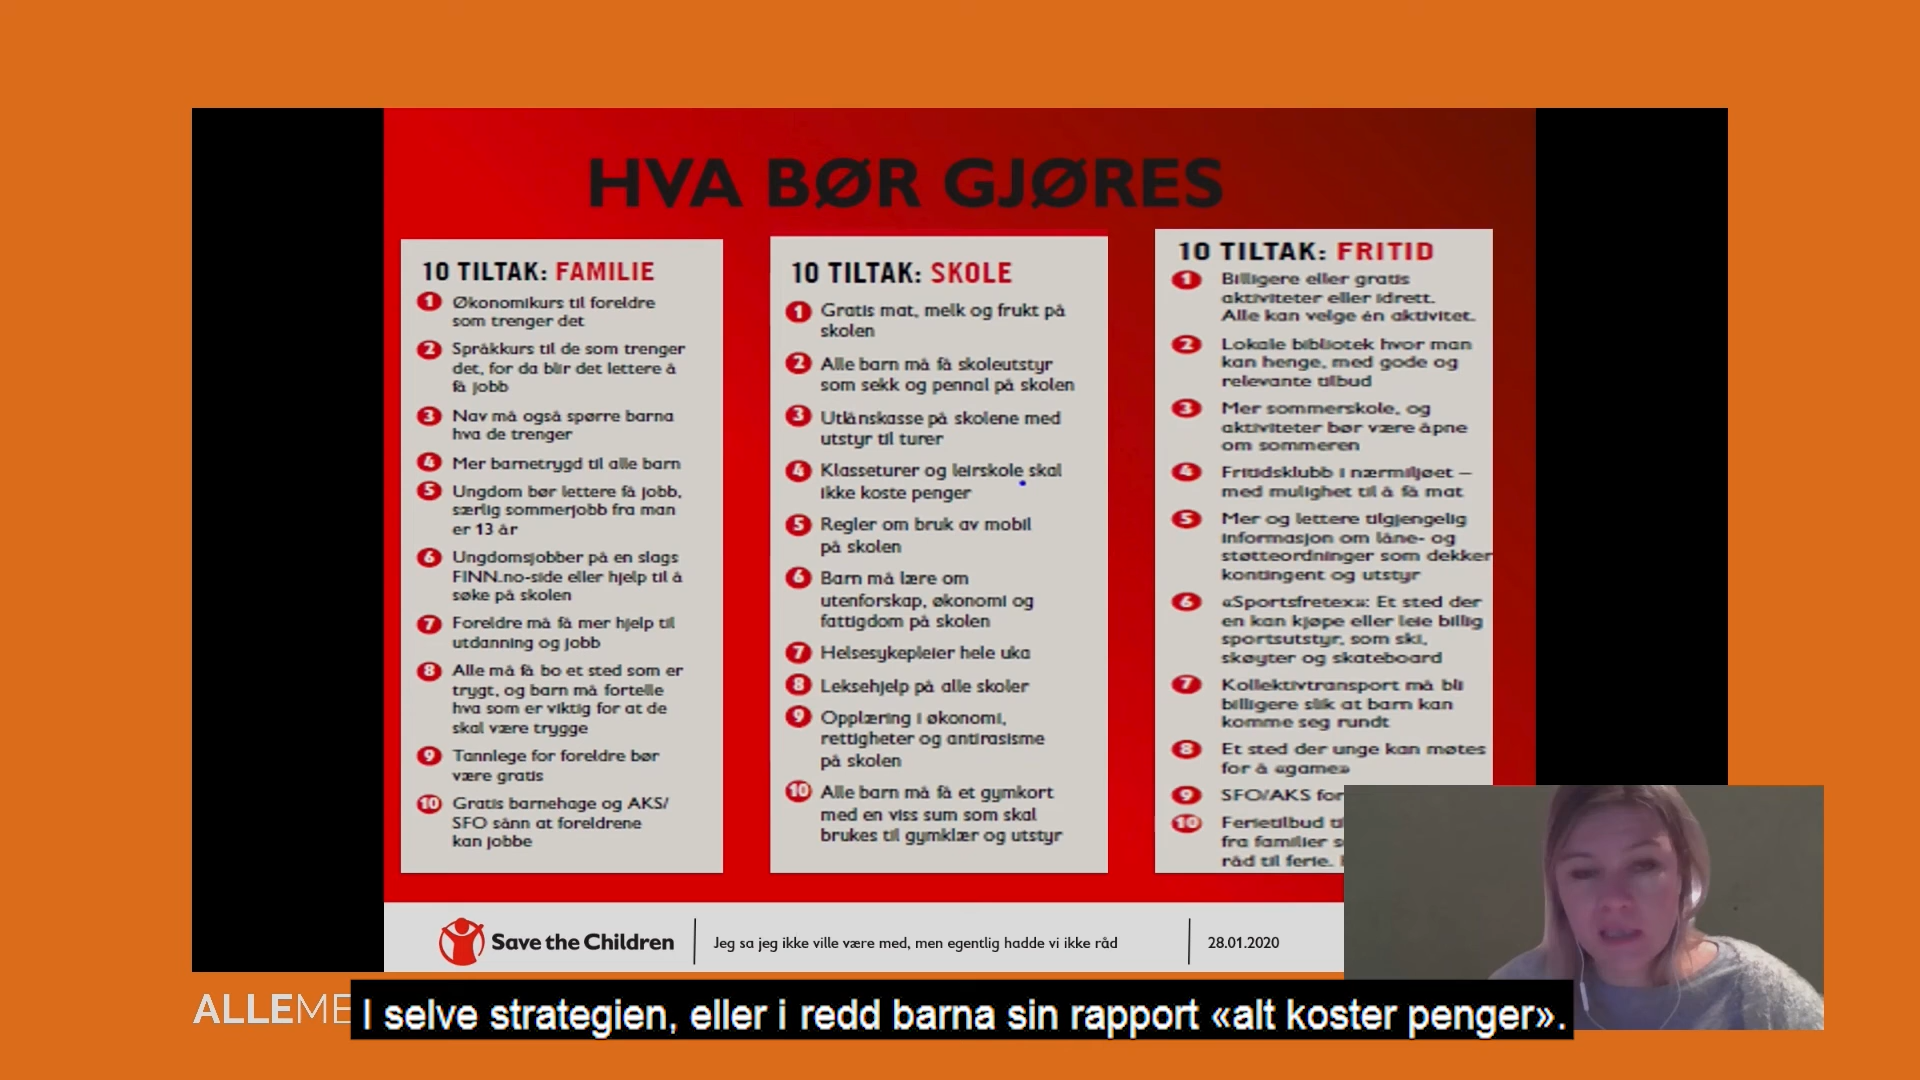 HVA BØR GJØRES
10 TILTAK: FAMILIE
1 Økonomikurs til foreldre
som trenger det
2 Språkkurs til de som trenger
det, for da blir det lettere å
få jobb
3 Nav må også spørre barna
hva de trenger
4 Mer barnetrygd til alle barn
5 Ungdom bør lettere få jobb,
særlig sommerjobb fra man
er 13 år
6 Ungdomsjobber på en slags
FINN.no-side eller hjelp til å
søke på skolen
7 Foreldre må få mer hjelp til
utdanning og jobb
8 Alle må få bo et sted som er
trygt, og barn må fortelle
hva som er viktig for at de
skal være trygge
9 Tannlege for foreldre bør
være gratis
10 Gratis barnehage og AKS/
SFO sånn at foreldrene
kan jobbe
10 TILTAK: SKOLE
1 Gratis mat, melk og frukt på
skolen
2 Alle barn må få skoleutstyr
som sekk og pennal på skolen
3 Utlånskasse på skolene med
utstyr til turer
4 Klasseturer og leirskole skal
ikke koste penger
5 Regler om bruk av mobil
på skolen
6 Barn må lære om
utenforskap, økonomi og
fattigdom på skolen
7 Helsesykepleier hele uka
8 Leksehjelp på alle skoler
9 Opplæring i økonomi,
rettigheter og antirasisme
på skolen
10 Alle barn må få et gymkort
med en viss sum som skal
brukes til gymklær og utstyr
10 TILTAK: FRITID
1 Billigere eller gratis
aktiviteter eller idrett.
Alle kan velge én aktivitet.
2 Lokale bibliotek hvor man
kan henge, med gode og
relevante tilbud
3 Mer sommerskole, og
aktiviteter bør være åpne
om sommeren
4 Fritidsklubb i nærmiljøet –
med mulighet til å få mat
5 Mer og lettere tilgjengelig
informasjon om låne- og
støtteordninger som dekker
kontingent og utstyr
6 «Sportsfretex»: Et sted der
en kan kjøpe eller leie billig
sportsutstyr, som ski,
skøyter og skateboard
7 Kollektivtransport må bli
billigere slik at barn kan
komme seg rundt
8 Et sted der unge kan møtes
for å «game»
9 SFO/AKS for
10 Ferietilbud
fra familier
råd til ferie.
Save the Children
Jeg sa jeg ikke ville være med, men egentlig hadde vi ikke råd
28.01.2020
ALLEME
I selve strategien, eller i redd barna sin rapport «alt koster penger».